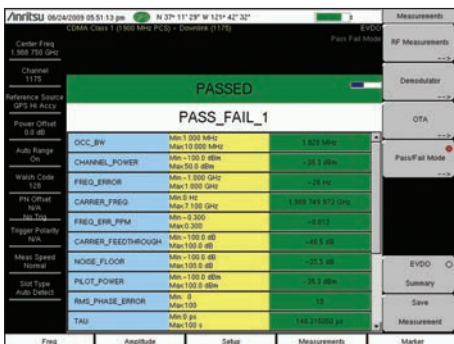 Anritsu 06/24/2009 05:51:13 pm N 37° 11' 29" W 121° 42' 32"
Measurements
CDMA Class 1 (1900 MHz PCS) - Downlink (1175)
EVDO
Pass Fail Mode
Center Freq
1.988 750 GHz
Channel
1175
Reference Source
GPS Hi Accy
Power Offset
0.0 dB
Auto Range
On
Walsh Code
128
PN Offset
N/A
No Trig
Trigger Polarity
N/A
Meas Speed
Normal
Slot Type
Auto Detect
PASSED
PASS_FAIL_1
OCC_BW Min:1.000 MHz Max:10.000 MHz
CHANNEL_POWER Min:-100.0 dBm Max:50.0 dBm
FREQ_ERROR Min:-1.000 GHz Max:1.000 GHz
CARRIER_FREQ Min:0 Hz Max:7.100 GHz
FREQ_ERR_PPM Min:-0.300 Max:0.300 -0.013
CARRIER_FEEDTHROUGH Min:-100.0 dB Max:100.0 dB
NOISE_FLOOR Min:-100.0 dB Max:100.0 dB
PILOT_POWER Min:-100.0 dBm Max:100.0 dBm
RMS_PHASE_ERROR Min: 0 Max:100
TAU Min:0 ps Max:100 s
RF Measurements
-->
Demodulator
-->
OTA
-->
Pass/Fail Mode
-->
EVDO
Summary
Save
Measurement
Freq Amplitude Setup Measurements Marker